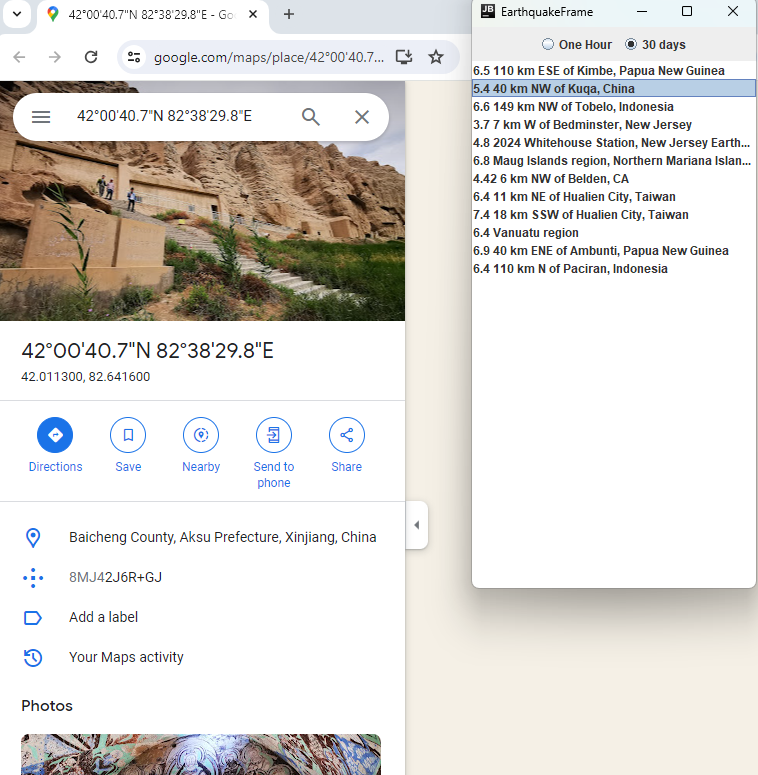 42°00'40.7"N 82°38'29.8"E - Go
google.com/maps/place/42°00'40.7...
42°00'40.7"N 82°38'29.8"E
42°00'40.7"N 82°38'29.8"E
42.011300, 82.641600
Directions
Save
Nearby
Send to
phone
Share
Baicheng County, Aksu Prefecture, Xinjiang, China
8MJ42J6R+GJ
Add a label
Your Maps activity
Photos
JB
EarthquakeFrame
One Hour
30 days
6.5 110 km ESE of Kimbe, Papua New Guinea
5.4 40 km NW of Kuqa, China
6.6 149 km NW of Tobelo, Indonesia
3.7 7 km W of Bedminster, New Jersey
4.8 2024 Whitehouse Station, New Jersey Earth...
6.8 Maug Islands region, Northern Mariana Islan...
4.42 6 km NW of Belden, CA
6.4 11 km NE of Hualien City, Taiwan
7.4 18 km SSW of Hualien City, Taiwan
6.4 Vanuatu region
6.9 40 km ENE of Ambunti, Papua New Guinea
6.4 110 km N of Paciran, Indonesia